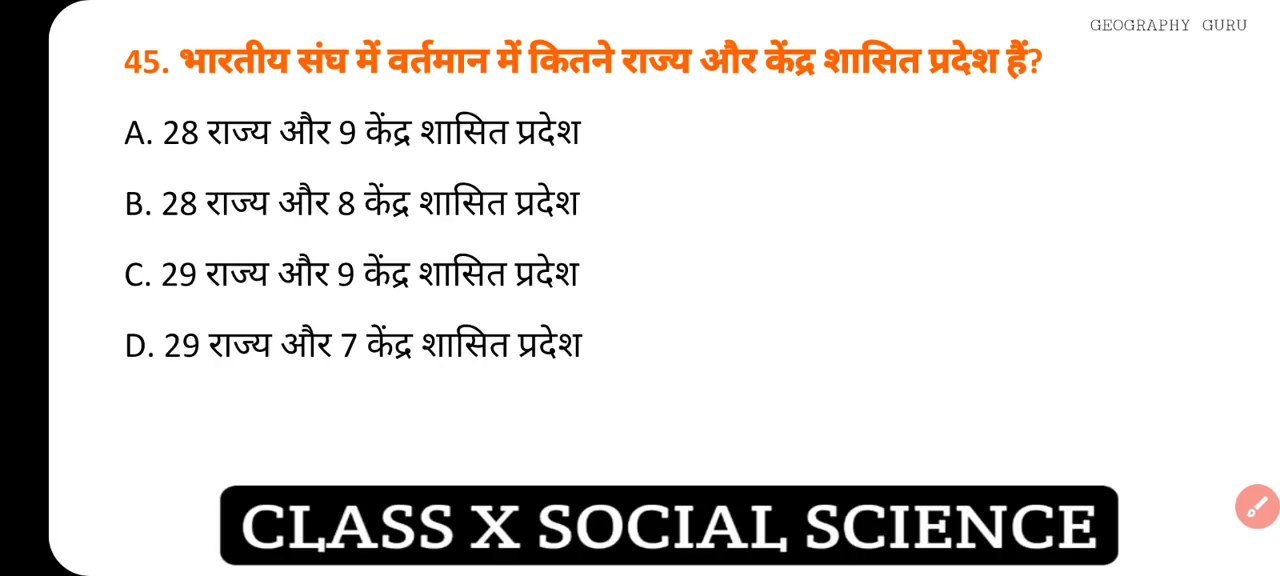 GEOGRAPHY GURU
45. भारतीय संघ में वर्तमान में कितने राज्य और केंद्र शासित प्रदेश हैं?
A. 28 राज्य और 9 केंद्र शासित प्रदेश
B. 28 राज्य और 8 केंद्र शासित प्रदेश
C. 29 राज्य और 9 केंद्र शासित प्रदेश
D. 29 राज्य और 7 केंद्र शासित प्रदेश
CLASS X SOCIAL SCIENCE